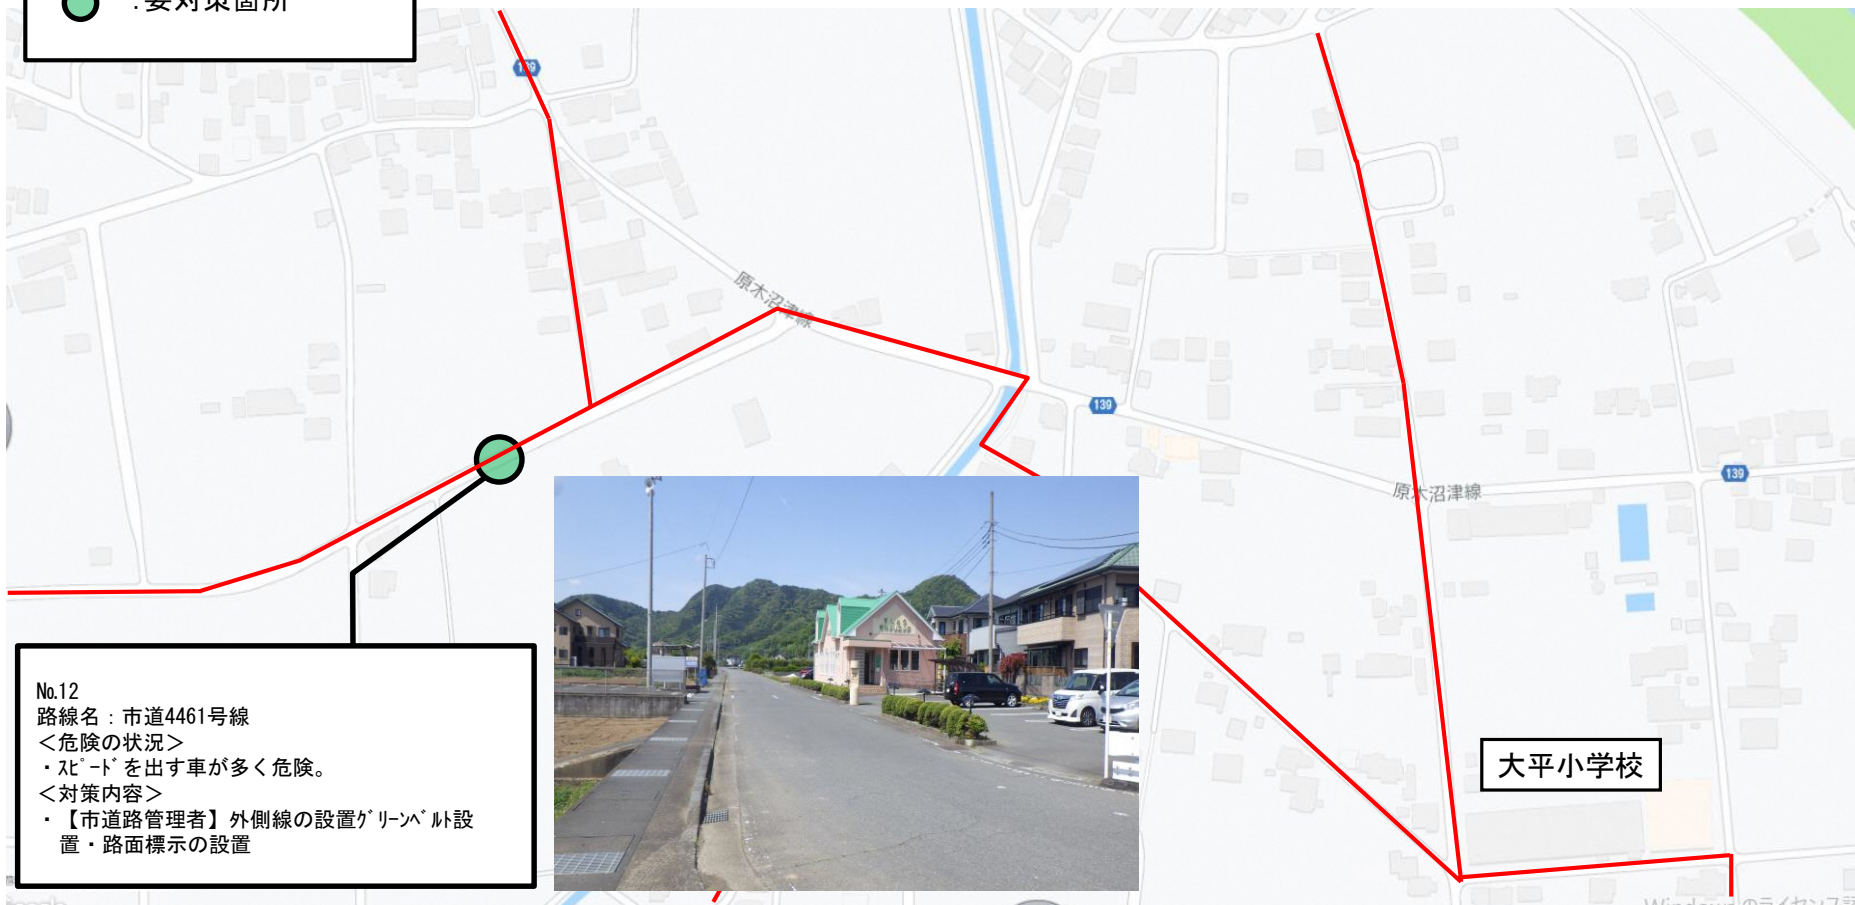 :要対策箇所
139
原木沼津線
139
139
原木沼津線
No.12
路線名：市道4461号線
＜危険の状況＞
・ｽﾋﾟｰﾄﾞを出す車が多く危険。
＜対策内容＞
・【市道路管理者】外側線の設置ｸﾞﾘｰﾝﾍﾞﾙﾄ設
置・路面標示の設置
大平小学校